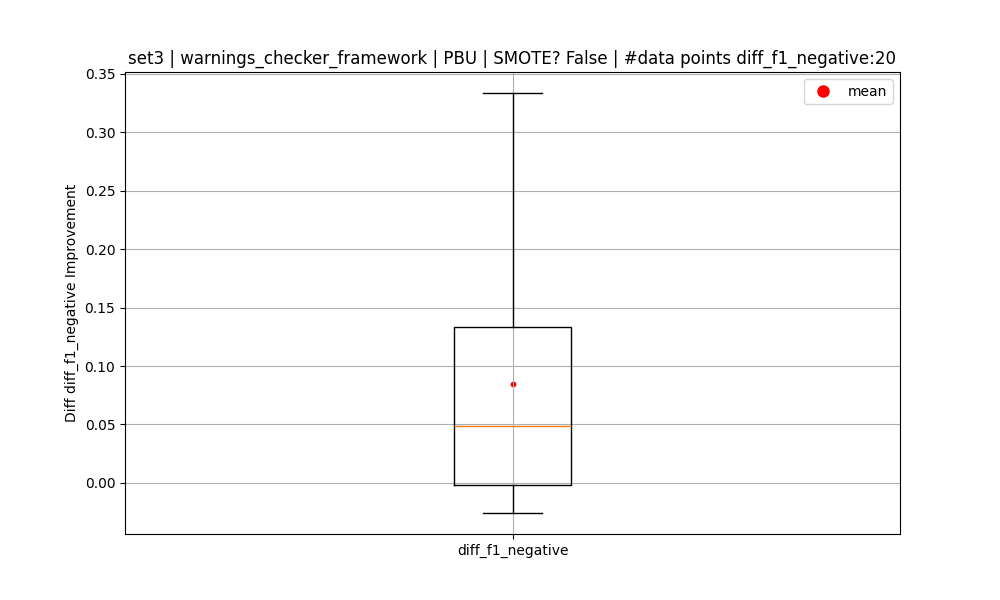 set3 | warnings_checker_framework | PBU | SMOTE? False | #data points diff_f1_negative:20
mean
Diff diff_f1_negative Improvement
0.35
0.30
0.25
0.20
0.15
0.10
0.05
0.00
diff_f1_negative